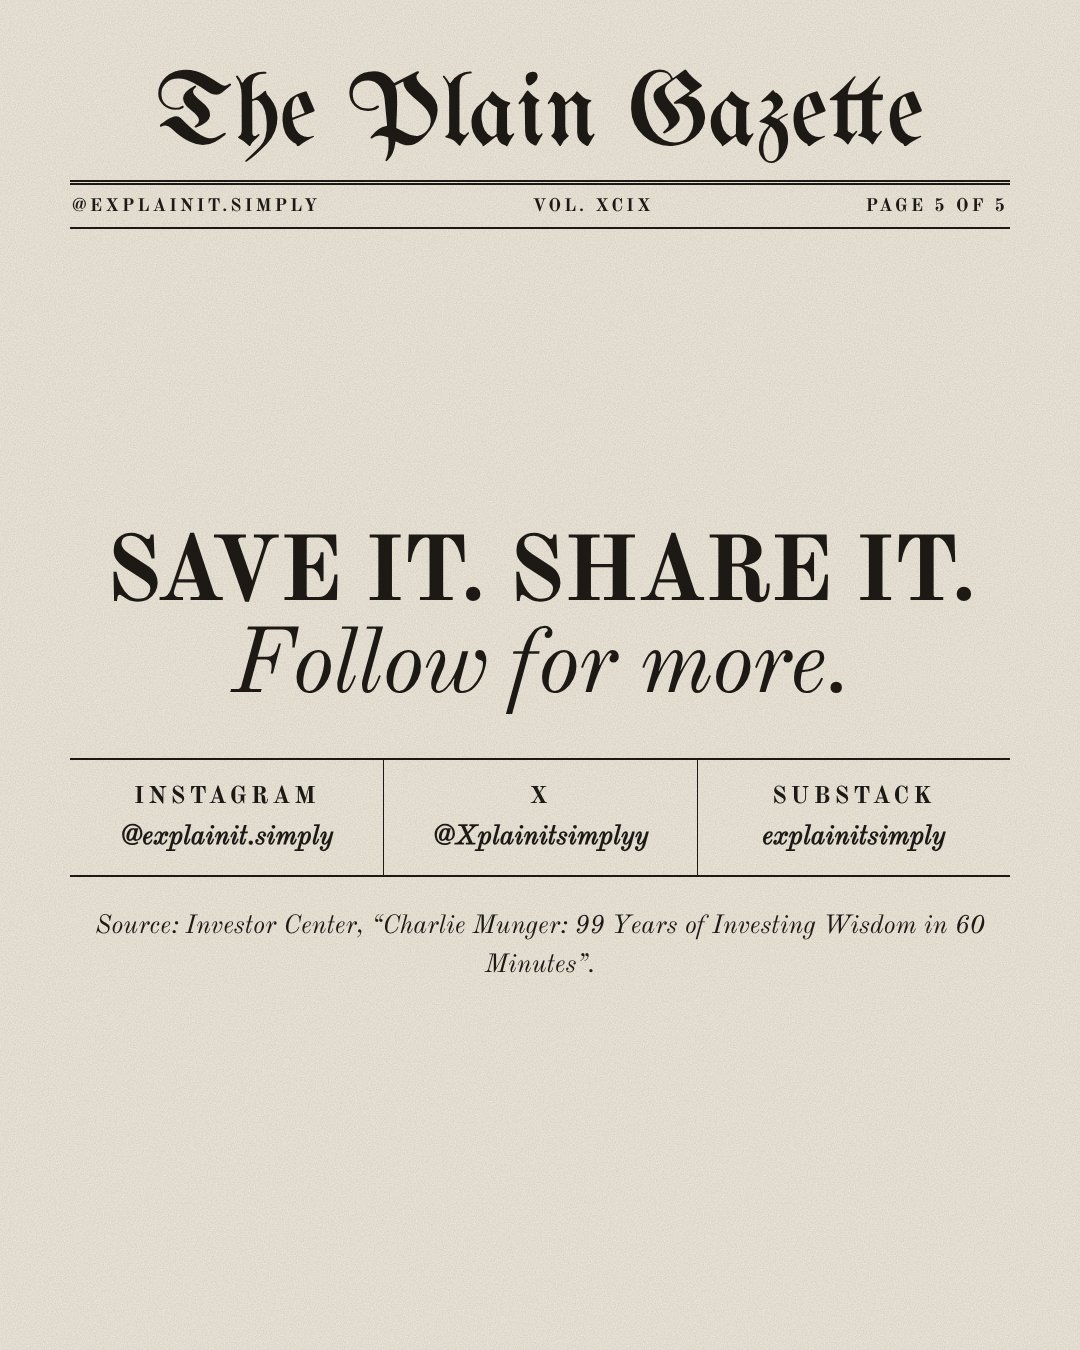 The Plain Gazette
@EXPLAINIT.SIMPLY VOL. XCIX PAGE 5 OF 5
SAVE IT. SHARE IT.
Follow for more.
INSTAGRAM X SUBSTACK
@explainit.simply @Xplainitsimplyy explainitsimply
Source: Investor Center, “Charlie Munger: 99 Years of Investing Wisdom in 60
Minutes”.